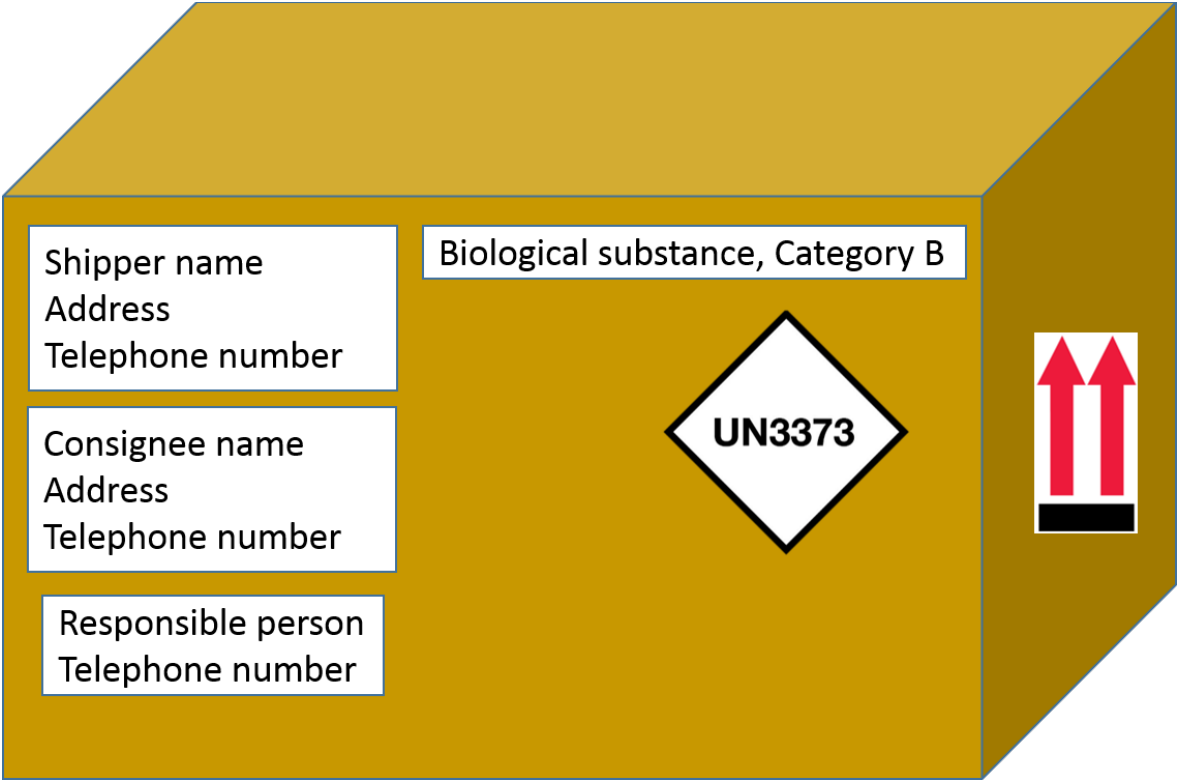 Shipper name
Address
Telephone number
Biological substance, Category B
Consignee name
Address
Telephone number
UN3373
Responsible person
Telephone number